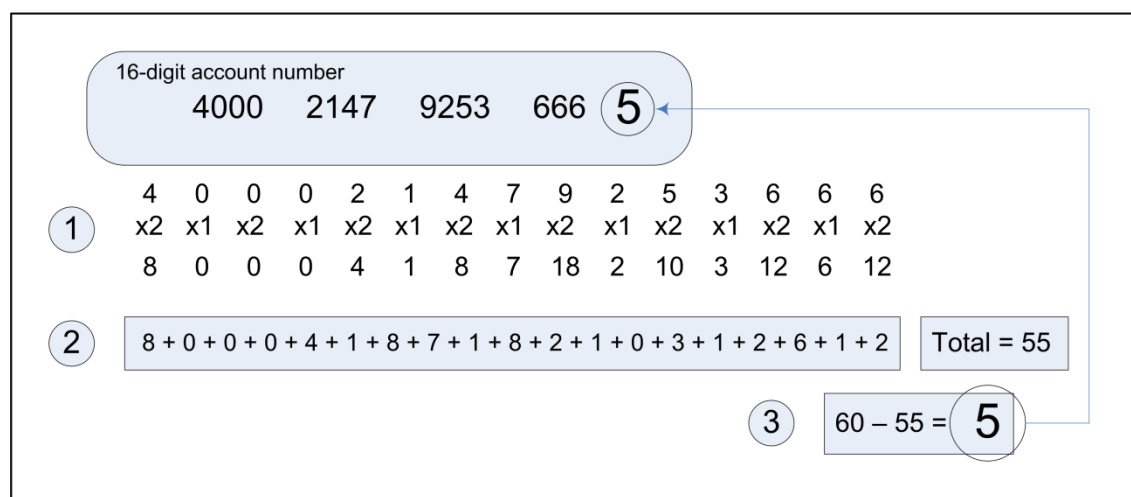 16-digit account number
4000 2147 9253 666 5
4 0 0 0 2 1 4 7 9 2 5 3 6 6 6
1 x2 x1 x2 x1 x2 x1 x2 x1 x2 x1 x2 x1 x2 x1 x2
8 0 0 0 4 1 8 7 18 2 10 3 12 6 12
2 8 + 0 + 0 + 0 + 4 + 1 + 8 + 7 + 1 + 8 + 2 + 1 + 0 + 3 + 1 + 2 + 6 + 1 + 2 Total = 55
3 60 – 55 = 5